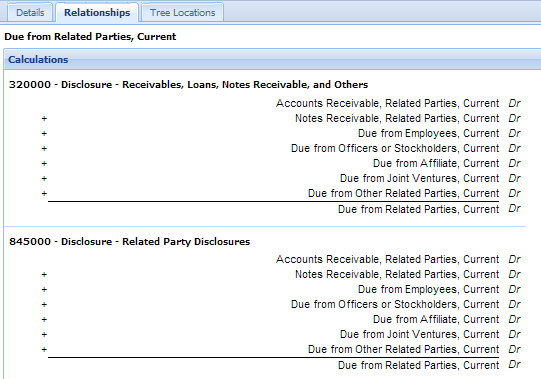 Details Relationships Tree Locations
Due from Related Parties, Current
Calculations
320000 - Disclosure - Receivables, Loans, Notes Receivable, and Others
Accounts Receivable, Related Parties, Current Dr
+ Notes Receivable, Related Parties, Current Dr
+ Due from Employees, Current Dr
+ Due from Officers or Stockholders, Current Dr
+ Due from Affiliate, Current Dr
+ Due from Joint Ventures, Current Dr
+ Due from Other Related Parties, Current Dr
Due from Related Parties, Current Dr
845000 - Disclosure - Related Party Disclosures
Accounts Receivable, Related Parties, Current Dr
+ Notes Receivable, Related Parties, Current Dr
+ Due from Employees, Current Dr
+ Due from Officers or Stockholders, Current Dr
+ Due from Affiliate, Current Dr
+ Due from Joint Ventures, Current Dr
+ Due from Other Related Parties, Current Dr
Due from Related Parties, Current Dr